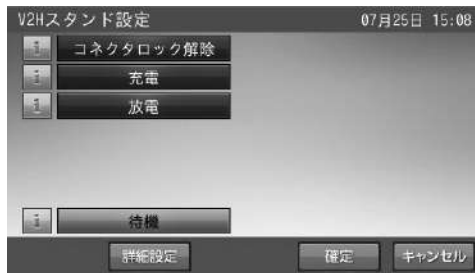 V2Hスタンド設定 07月25日 15:08
i コネクタロック解除
i 充電
i 放電
i 待機
詳細設定 確定 キャンセル